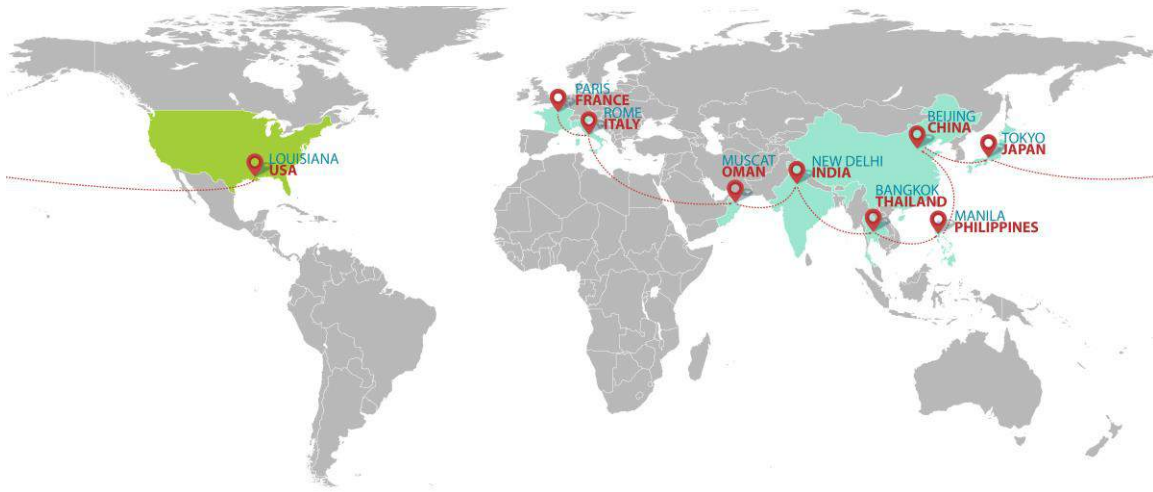 PARIS
FRANCE
ROME
ITALY
BEIJING
CHINA
TOKYO
JAPAN
LOUISIANA
USA
MUSCAT
OMAN
NEW DELHI
INDIA
BANGKOK
THAILAND
MANILA
PHILIPPINES